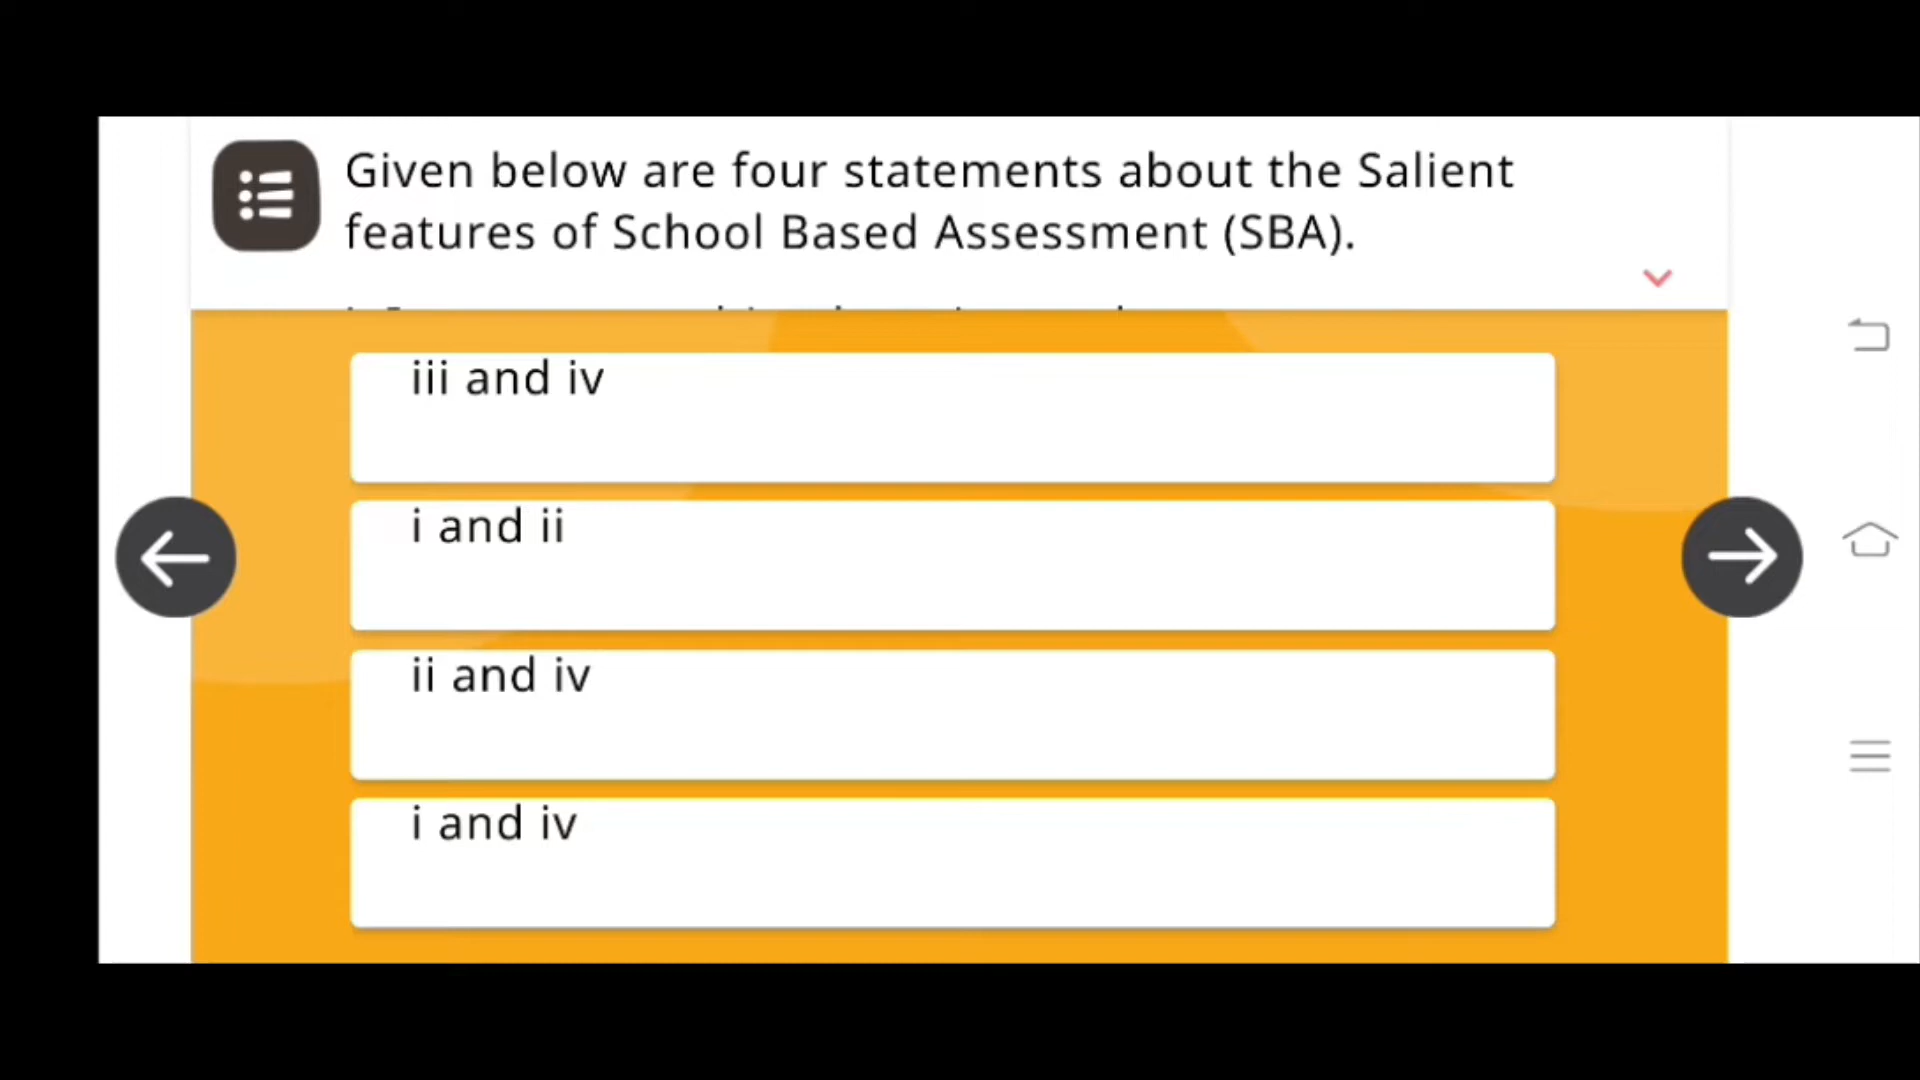 Given below are four statements about the Salient
features of School Based Assessment (SBA).
iii and iv
i and ii
ii and iv
i and iv